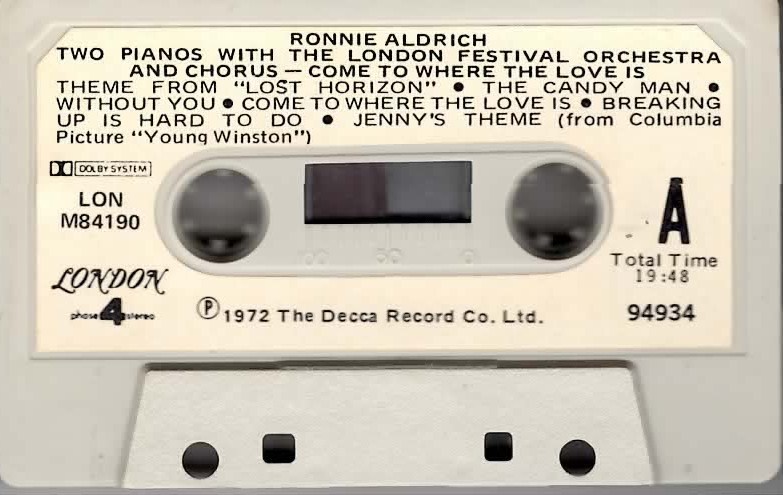 RONNIE ALDRICH
TWO PIANOS WITH THE LONDON FESTIVAL ORCHESTRA
AND CHORUS — COME TO WHERE THE LOVE IS
THEME FROM "LOST HORIZON" ● THE CANDY MAN ●
WITHOUT YOU ● COME TO WHERE THE LOVE IS ● BREAKING
UP IS HARD TO DO ● JENNY'S THEME (from Columbia
Picture "Young Winston")
DOLBY SYSTEM
LON
M84190
A
Total Time
19:48
LONDON
phase 4 stereo
℗ 1972 The Decca Record Co. Ltd.
94934